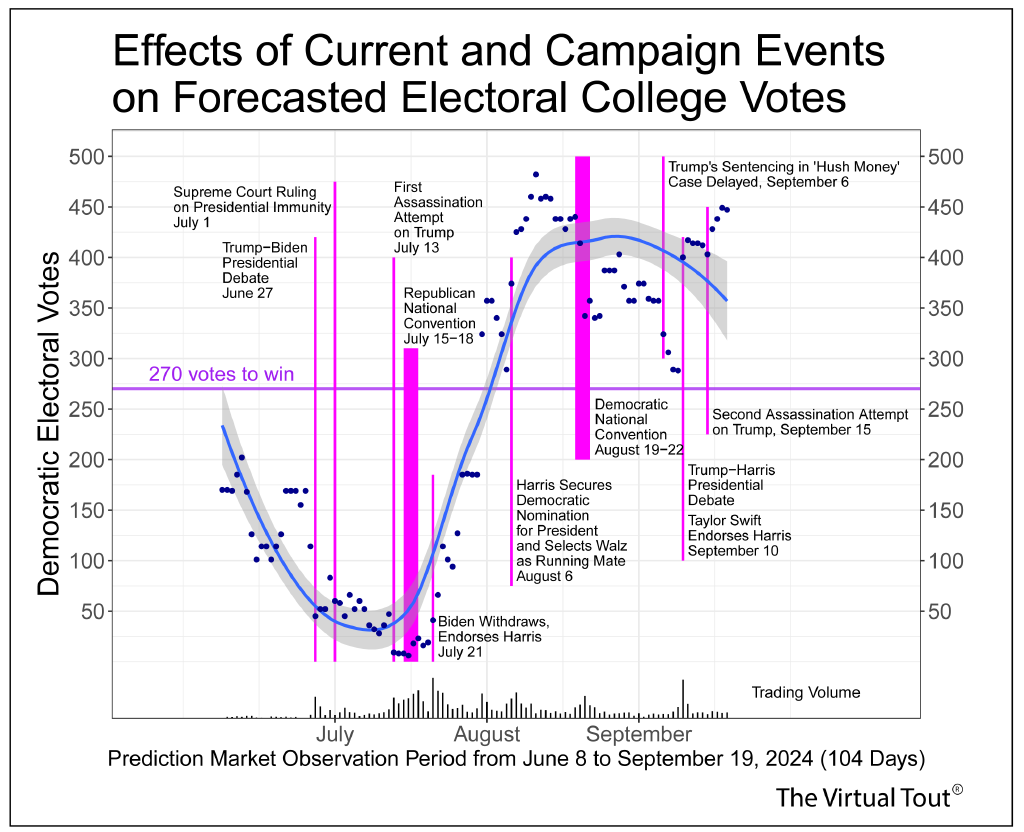 Effects of Current and Campaign Events
on Forecasted Electoral College Votes
Democratic Electoral Votes
500
450
400
350
300
250
200
150
100
50
500
450
400
350
300
250
200
150
100
50
Supreme Court Ruling
on Presidential Immunity
July 1
Trump−Biden
Presidential
Debate
June 27
First
Assassination
Attempt
on Trump
July 13
Republican
National
Convention
July 15−18
Trump's Sentencing in 'Hush Money'
Case Delayed, September 6
270 votes to win
Democratic
National
Convention
August 19−22
Second Assassination Attempt
on Trump, September 15
Harris Secures
Democratic
Nomination
for President
and Selects Walz
as Running Mate
August 6
Trump−Harris
Presidential
Debate
Taylor Swift
Endorses Harris
September 10
Biden Withdraws,
Endorses Harris
July 21
Trading Volume
July
August
September
Prediction Market Observation Period from June 8 to September 19, 2024 (104 Days)
The Virtual Tout®